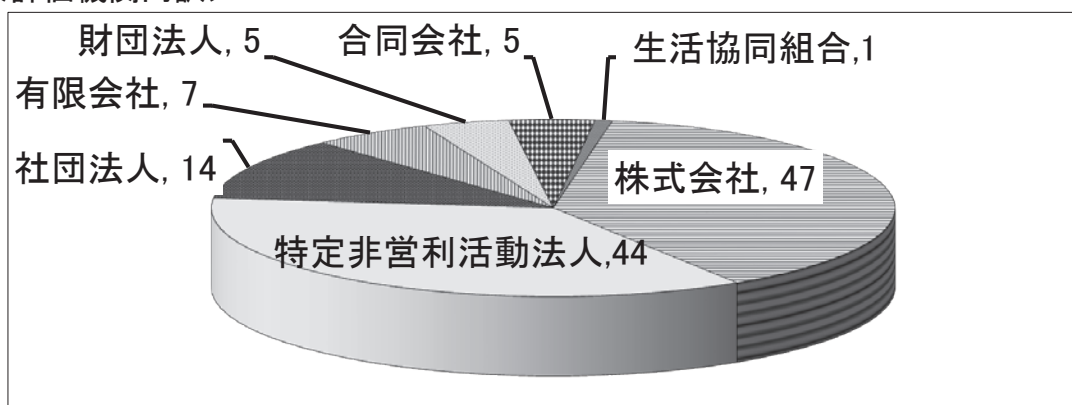 財団法人, 5
合同会社, 5
生活協同組合,1
有限会社, 7
社団法人, 14
株式会社, 47
特定非営利活動法人,44